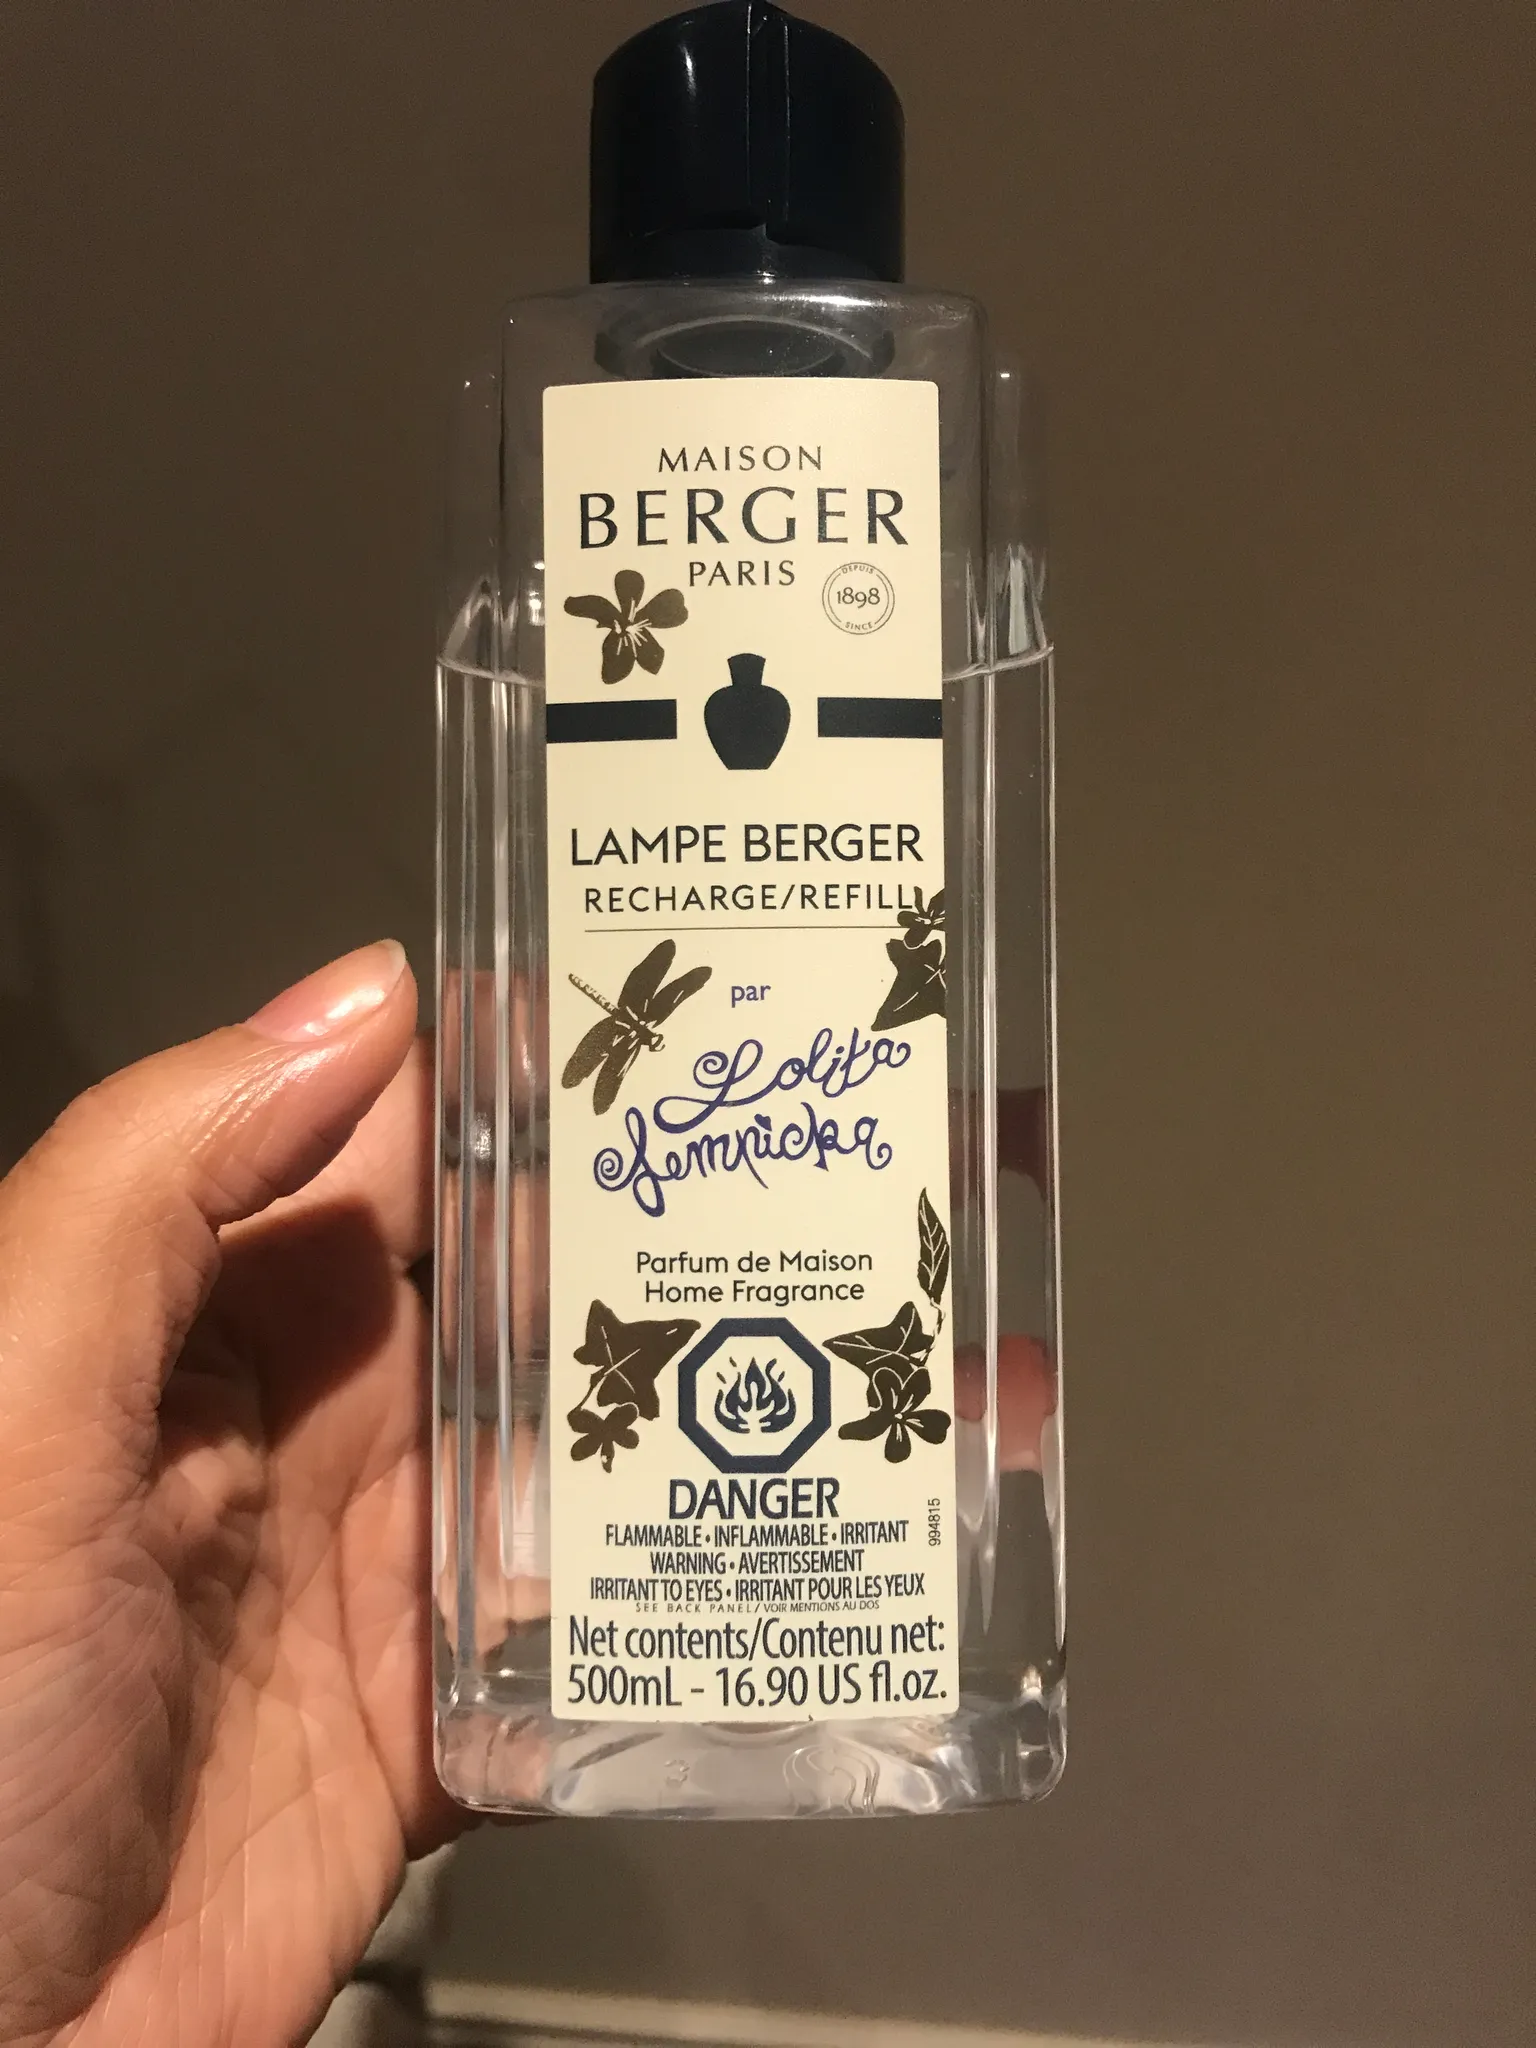 MAISON
BERGER
PARIS
DEPUIS
1898
SINCE
LAMPE BERGER
RECHARGE/REFILL
par
Lolita
Lempicka
Parfum de Maison
Home Fragrance
DANGER
FLAMMABLE • INFLAMMABLE • IRRITANT
WARNING • AVERTISSEMENT
IRRITANT TO EYES • IRRITANT POUR LES YEUX
SEE BACK PANEL / VOIR MENTIONS AU DOS
994815
Net contents/Contenu net:
500mL - 16.90 US fl.oz.